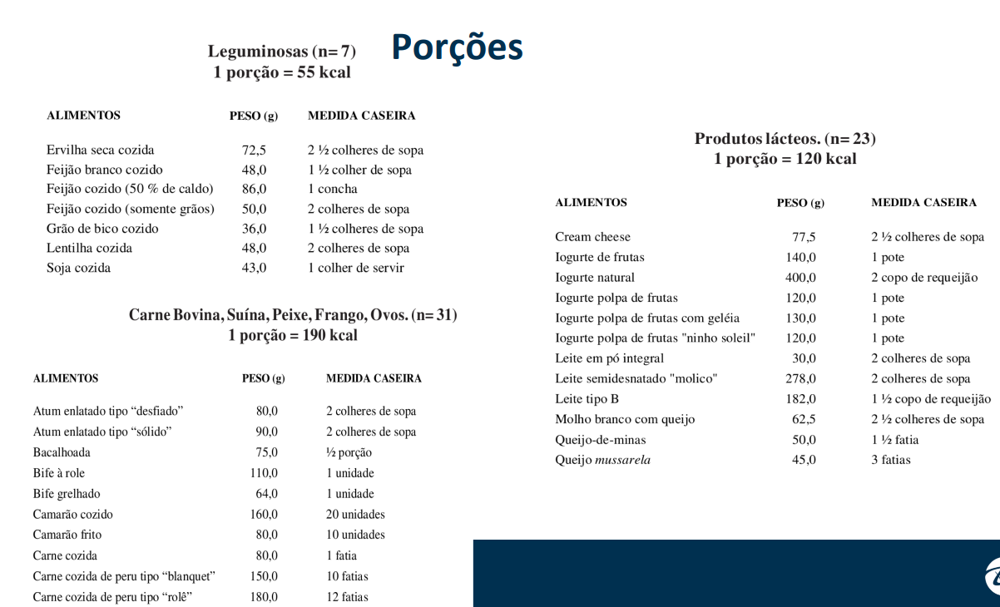 Porções
Leguminosas (n= 7)
1 porção = 55 kcal
ALIMENTOS PESO (g) MEDIDA CASEIRA
Ervilha seca cozida 72,5 2 ½ colheres de sopa
Feijão branco cozido 48,0 1 ½ colher de sopa
Feijão cozido (50 % de caldo) 86,0 1 concha
Feijão cozido (somente grãos) 50,0 2 colheres de sopa
Grão de bico cozido 36,0 1 ½ colheres de sopa
Lentilha cozida 48,0 2 colheres de sopa
Soja cozida 43,0 1 colher de servir
Carne Bovina, Suína, Peixe, Frango, Ovos. (n= 31)
1 porção = 190 kcal
ALIMENTOS PESO (g) MEDIDA CASEIRA
Atum enlatado tipo “desfiado” 80,0 2 colheres de sopa
Atum enlatado tipo “sólido” 90,0 2 colheres de sopa
Bacalhoada 75,0 ½ porção
Bife à role 110,0 1 unidade
Bife grelhado 64,0 1 unidade
Camarão cozido 160,0 20 unidades
Camarão frito 80,0 10 unidades
Carne cozida 80,0 1 fatia
Carne cozida de peru tipo “blanquet” 150,0 10 fatias
Carne cozida de peru tipo “rolê” 180,0 12 fatias
Produtos lácteos. (n= 23)
1 porção = 120 kcal
ALIMENTOS PESO (g) MEDIDA CASEIRA
Cream cheese 77,5 2 ½ colheres de sopa
Iogurte de frutas 140,0 1 pote
Iogurte natural 400,0 2 copo de requeijão
Iogurte polpa de frutas 120,0 1 pote
Iogurte polpa de frutas com geléia 130,0 1 pote
Iogurte polpa de frutas "ninho soleil" 120,0 1 pote
Leite em pó integral 30,0 2 colheres de sopa
Leite semidesnatado "molico" 278,0 2 colheres de sopa
Leite tipo B 182,0 1 ½ copo de requeijão
Molho branco com queijo 62,5 2 ½ colheres de sopa
Queijo-de-minas 50,0 1 ½ fatia
Queijo mussarela 45,0 3 fatias